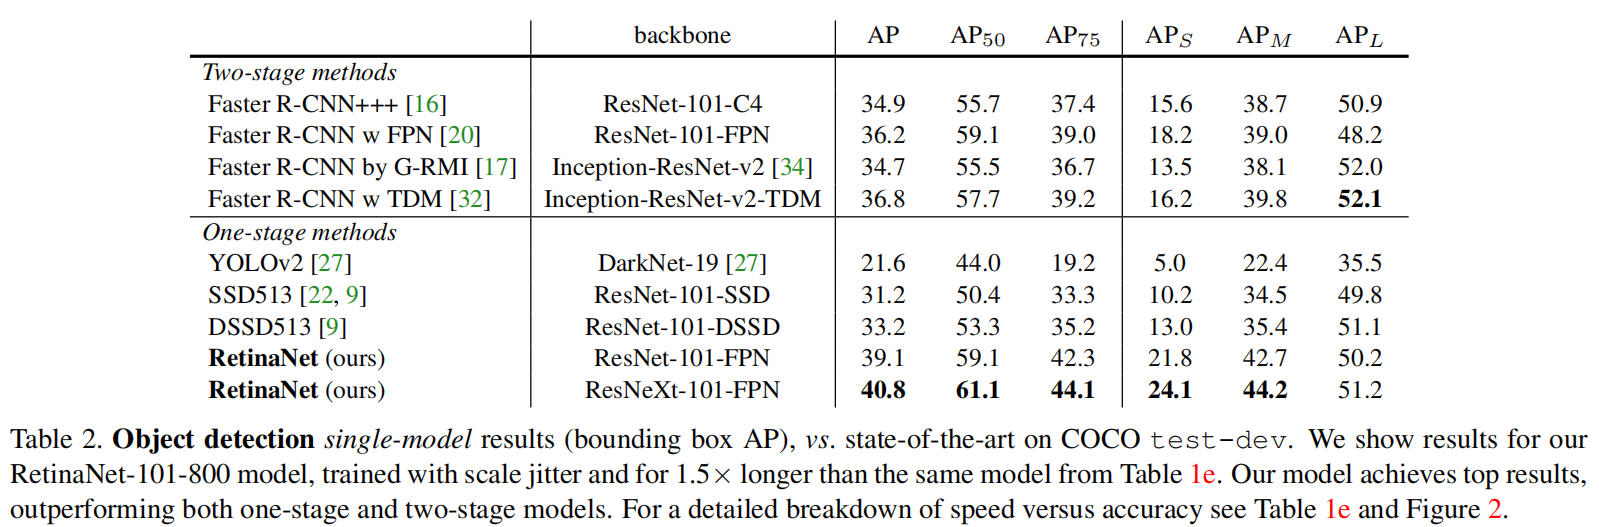 backbone AP AP50 AP75 APS APM APL
Two-stage methods
Faster R-CNN+++ [16] ResNet-101-C4 34.9 55.7 37.4 15.6 38.7 50.9
Faster R-CNN w FPN [20] ResNet-101-FPN 36.2 59.1 39.0 18.2 39.0 48.2
Faster R-CNN by G-RMI [17] Inception-ResNet-v2 [34] 34.7 55.5 36.7 13.5 38.1 52.0
Faster R-CNN w TDM [32] Inception-ResNet-v2-TDM 36.8 57.7 39.2 16.2 39.8 52.1
One-stage methods
YOLOv2 [27] DarkNet-19 [27] 21.6 44.0 19.2 5.0 22.4 35.5
SSD513 [22, 9] ResNet-101-SSD 31.2 50.4 33.3 10.2 34.5 49.8
DSSD513 [9] ResNet-101-DSSD 33.2 53.3 35.2 13.0 35.4 51.1
RetinaNet (ours) ResNet-101-FPN 39.1 59.1 42.3 21.8 42.7 50.2
RetinaNet (ours) ResNeXt-101-FPN 40.8 61.1 44.1 24.1 44.2 51.2
Table 2. Object detection single-model results (bounding box AP), vs. state-of-the-art on COCO test-dev. We show results for our
RetinaNet-101-800 model, trained with scale jitter and for 1.5× longer than the same model from Table 1e. Our model achieves top results,
outperforming both one-stage and two-stage models. For a detailed breakdown of speed versus accuracy see Table 1e and Figure 2.